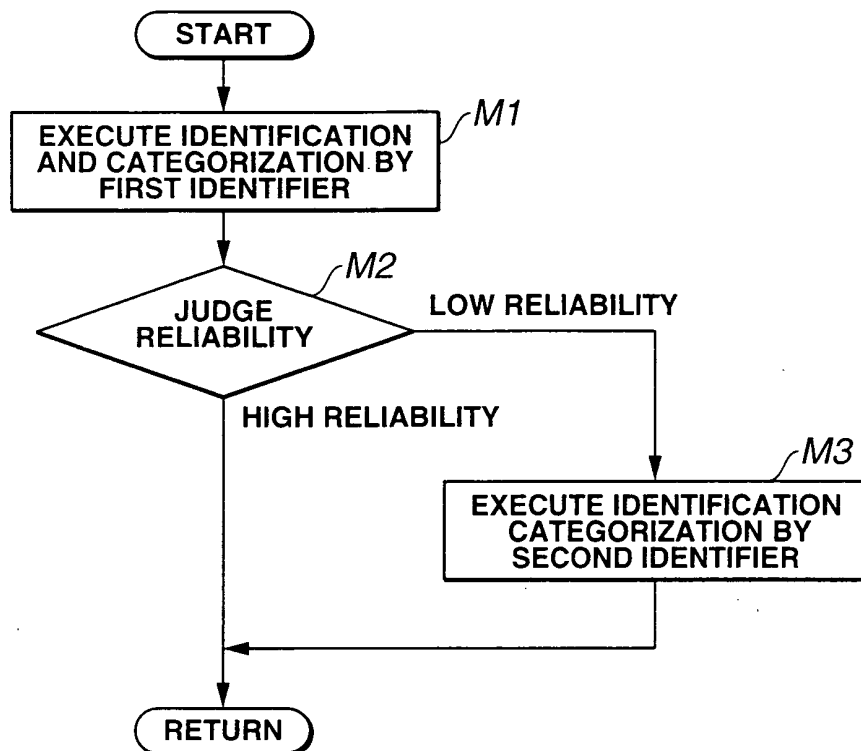 START
M1
EXECUTE IDENTIFICATION
AND CATEGORIZATION BY
FIRST IDENTIFIER
M2
JUDGE
RELIABILITY
LOW RELIABILITY
HIGH RELIABILITY
M3
EXECUTE IDENTIFICATION
CATEGORIZATION BY
SECOND IDENTIFIER
RETURN